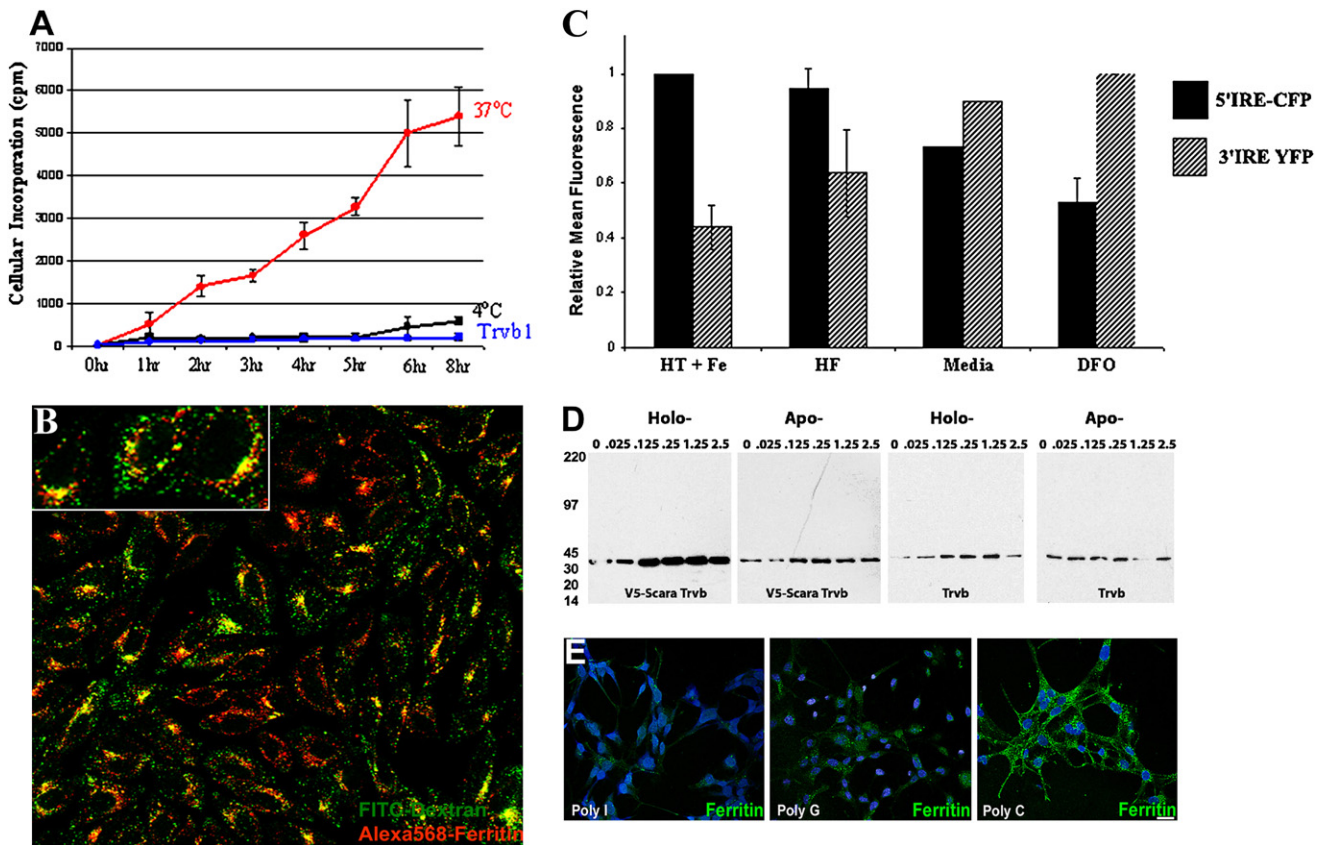 A
Cellular Incorporation (cpm)
7000
6000
5000
4000
3000
2000
1000
0
0hr 1hr 2hr 3hr 4hr 5hr 6hr 8hr
37°C
4°C
Trvb1
C
Relative Mean Fluorescence
1
0.8
0.6
0.4
0.2
0
HT + Fe HF Media DFO
5'IRE-CFP
3'IRE YFP
B
FITC-Dextran
Alexa568-Ferritin
D
Holo- Apo- Holo- Apo-
0 .025 .125 .25 1.25 2.5 0 .025 .125 .25 1.25 2.5 0 .025 .125 .25 1.25 2.5 0 .025 .125 .25 1.25 2.5
220
97
45
30
20
14
V5-Scara Trvb V5-Scara Trvb Trvb Trvb
E
Poly I Ferritin Poly G Ferritin Poly C Ferritin